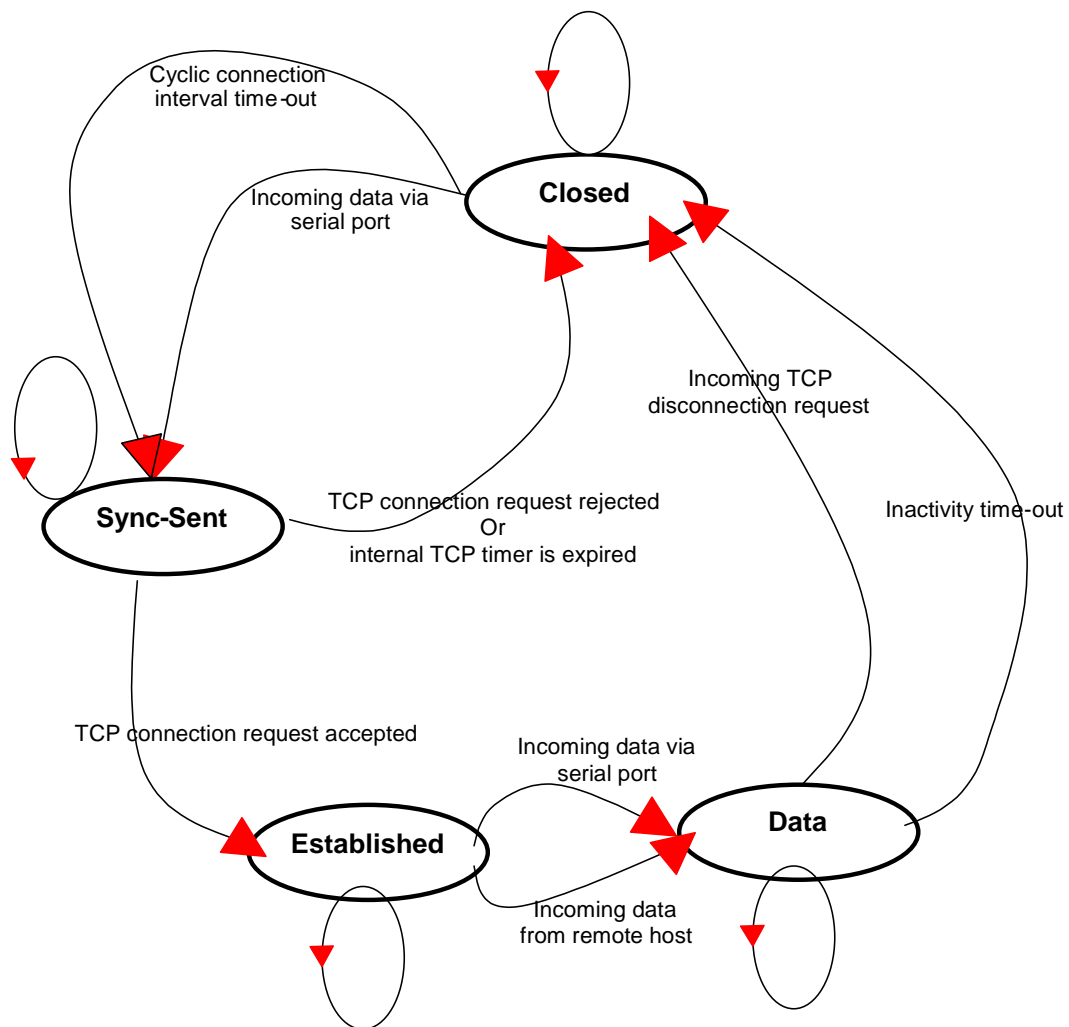 Cyclic connection
interval time-out
Closed
Incoming data via
serial port
Incoming TCP
disconnection request
Sync-Sent
TCP connection request rejected
Or
internal TCP timer is expired
Inactivity time-out
TCP connection request accepted
Incoming data via
serial port
Established
Data
Incoming data
from remote host